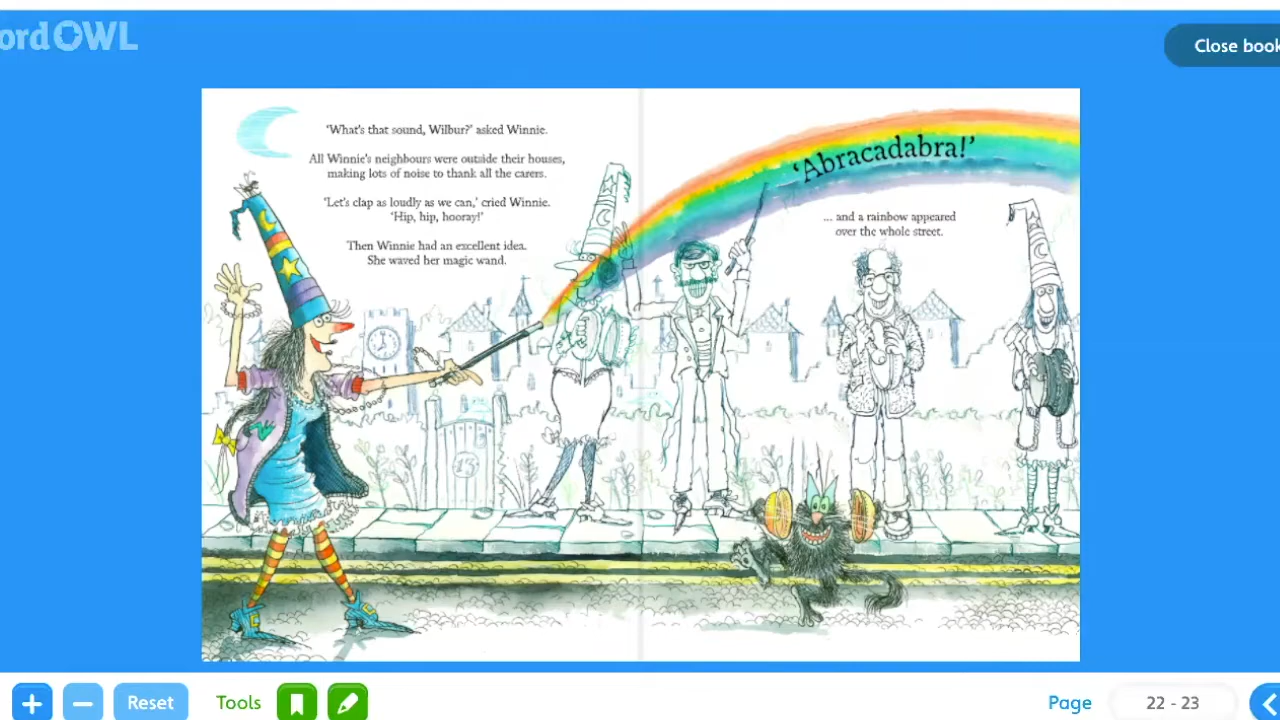 ordOWL
Close book
'What's that sound, Wilbur?' asked Winnie.
All Winnie's neighbours were outside their houses,
making lots of noise to thank all the carers.
'Let's clap as loudly as we can,' cried Winnie.
'Hip, hip, hooray!'
Then Winnie had an excellent idea.
She waved her magic wand.
'Abracadabra!'
... and a rainbow appeared
over the whole street.
13
Reset
Tools
Page
22 - 23